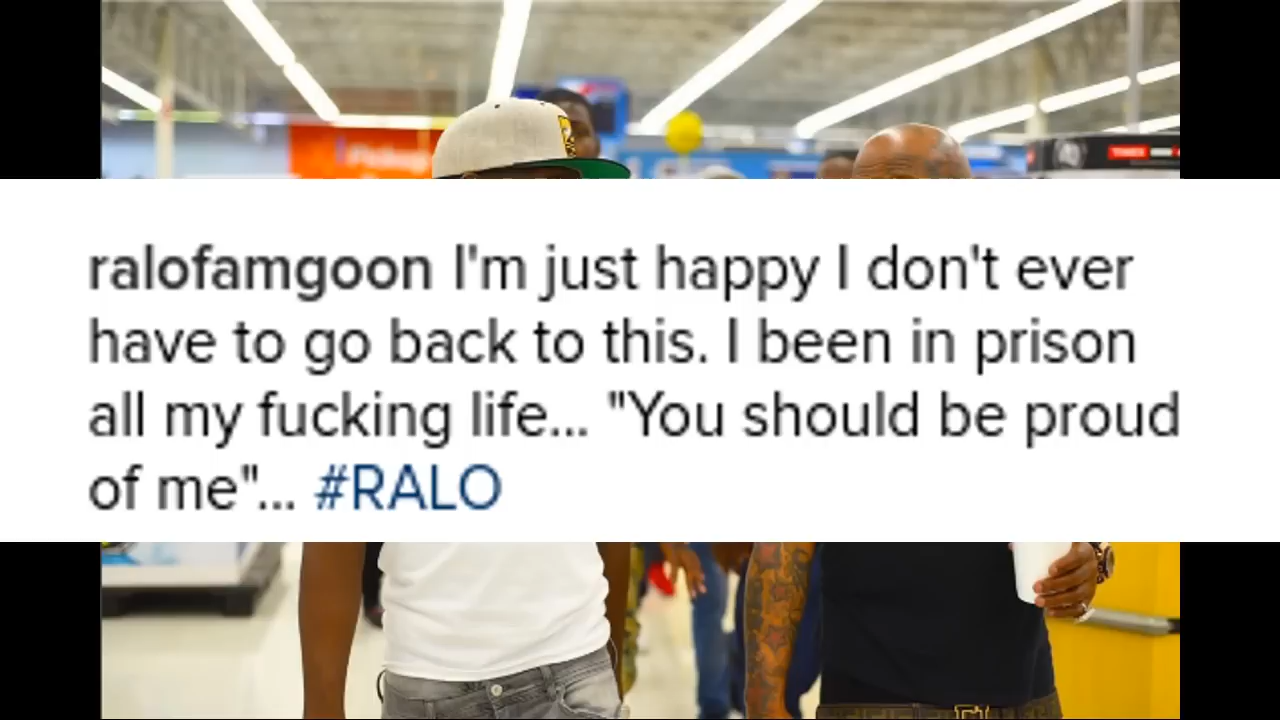 ralofamgoon I'm just happy I don't ever
have to go back to this. I been in prison
all my fucking life... "You should be proud
of me"... #RALO